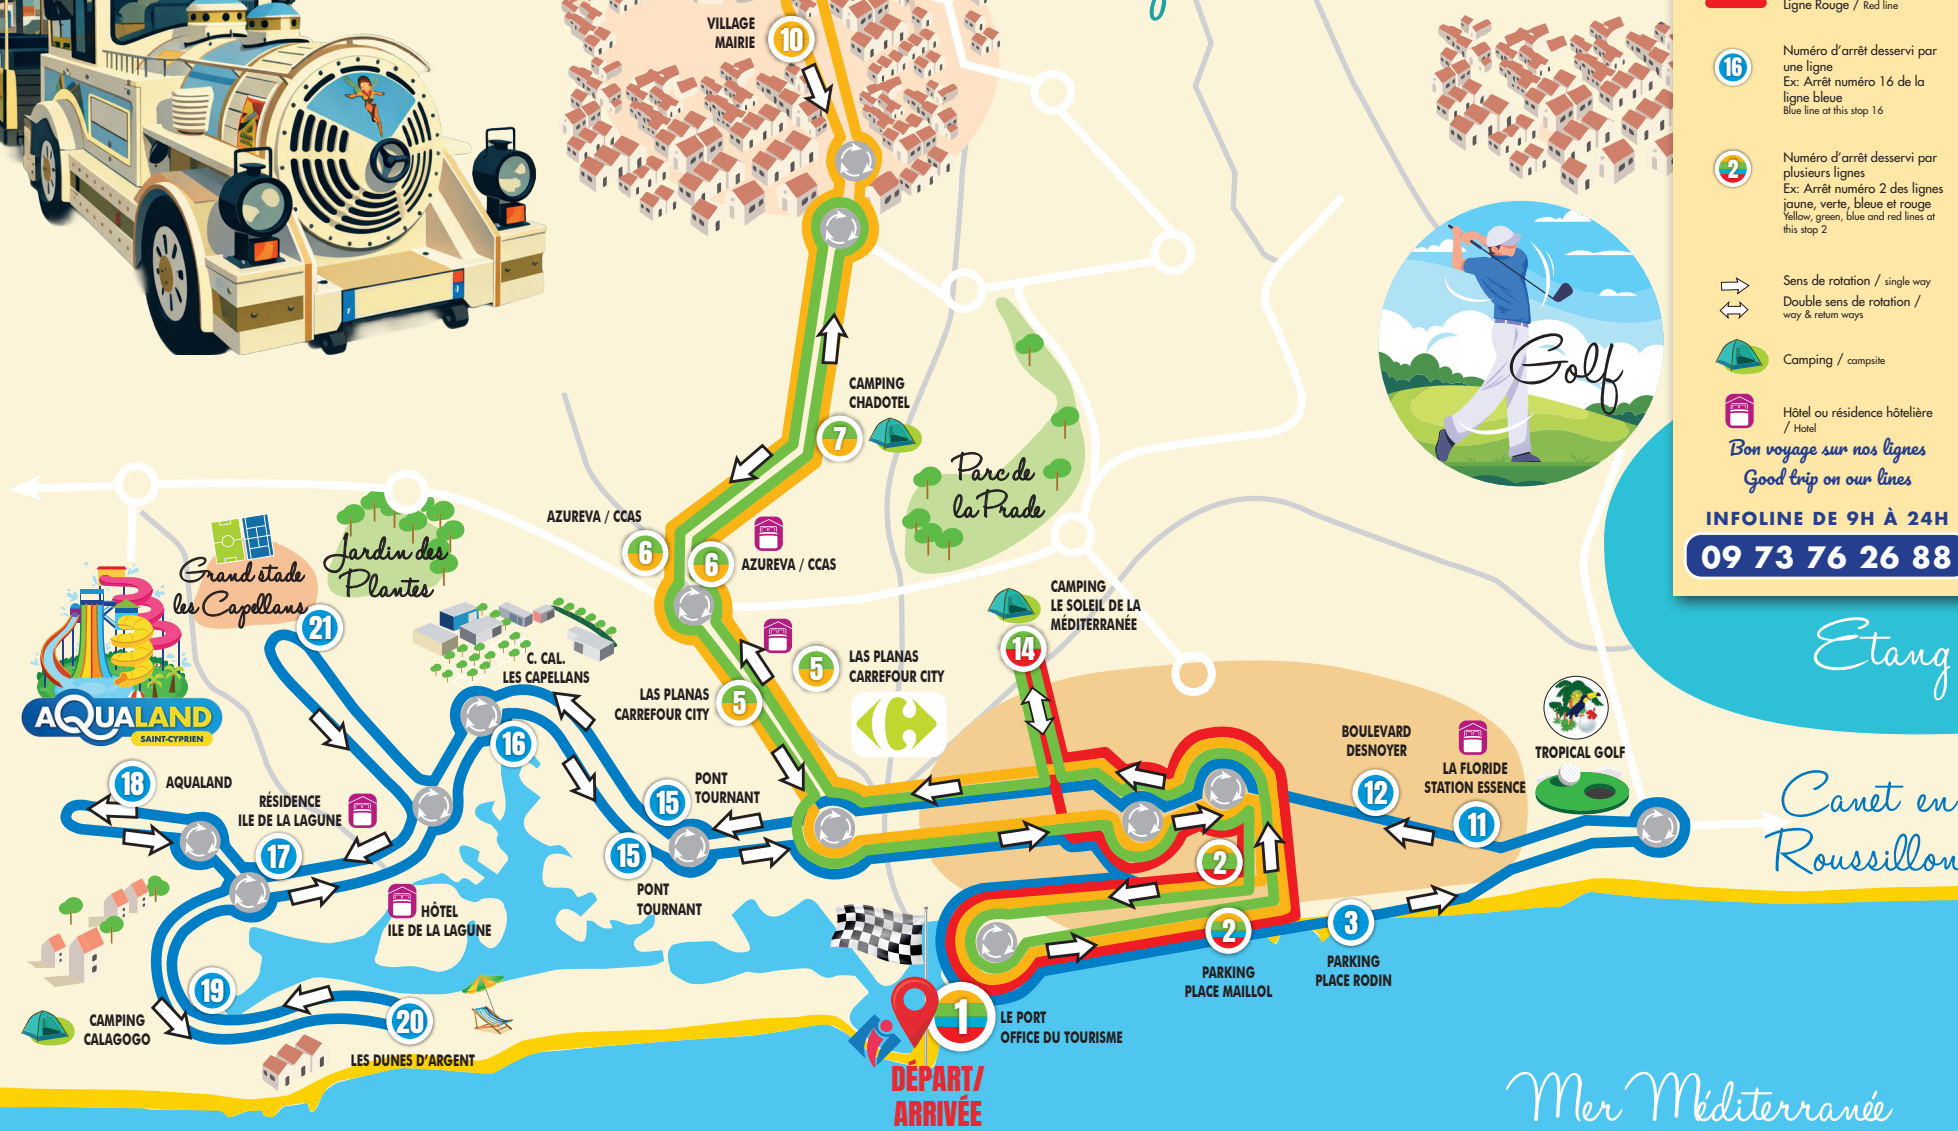 VILLAGE
MAIRIE
10
Ligne Rouge / Red line
16
Numéro d'arrêt desservi par
une ligne
Ex: Arrêt numéro 16 de la
ligne bleue
Blue line at this stop 16
2
Numéro d'arrêt desservi par
plusieurs lignes
Ex: Arrêt numéro 2 des lignes
jaune, verte, bleue et rouge
Yellow, green, blue and red lines at
this stop 2
Sens de rotation / single way
Double sens de rotation /
way & return ways
Camping / campsite
Hôtel ou résidence hôtelière
/ Hotel
Bon voyage sur nos lignes
Good trip on our lines
INFOLINE DE 9H À 24H
09 73 76 26 88
Golf
CAMPING
CHADOTEL
7
Parc de
la Prade
AZUREVA / CCAS
6
6
AZUREVA / CCAS
Jardin des
Plantes
Grand stade
les Capellans
21
AQUALAND
SAINT-CYPRIEN
C. CAL.
LES CAPELLANS
16
LAS PLANAS
CARREFOUR CITY
5
5
LAS PLANAS
CARREFOUR CITY
CAMPING
LE SOLEIL DE LA
MÉDITERRANÉE
14
Etang
BOULEVARD
DESNOYER
12
LA FLORIDE
STATION ESSENCE
11
TROPICAL GOLF
Canet en
Roussillon
18
AQUALAND
RÉSIDENCE
ILE DE LA LAGUNE
17
PONT
TOURNANT
15
15
PONT
TOURNANT
HÔTEL
ILE DE LA LAGUNE
2
2
PARKING
PLACE MAILLOL
3
PARKING
PLACE RODIN
19
CAMPING
CALAGOGO
20
LES DUNES D'ARGENT
1
LE PORT
OFFICE DU TOURISME
DÉPART/
ARRIVÉE
Mer Méditerranée